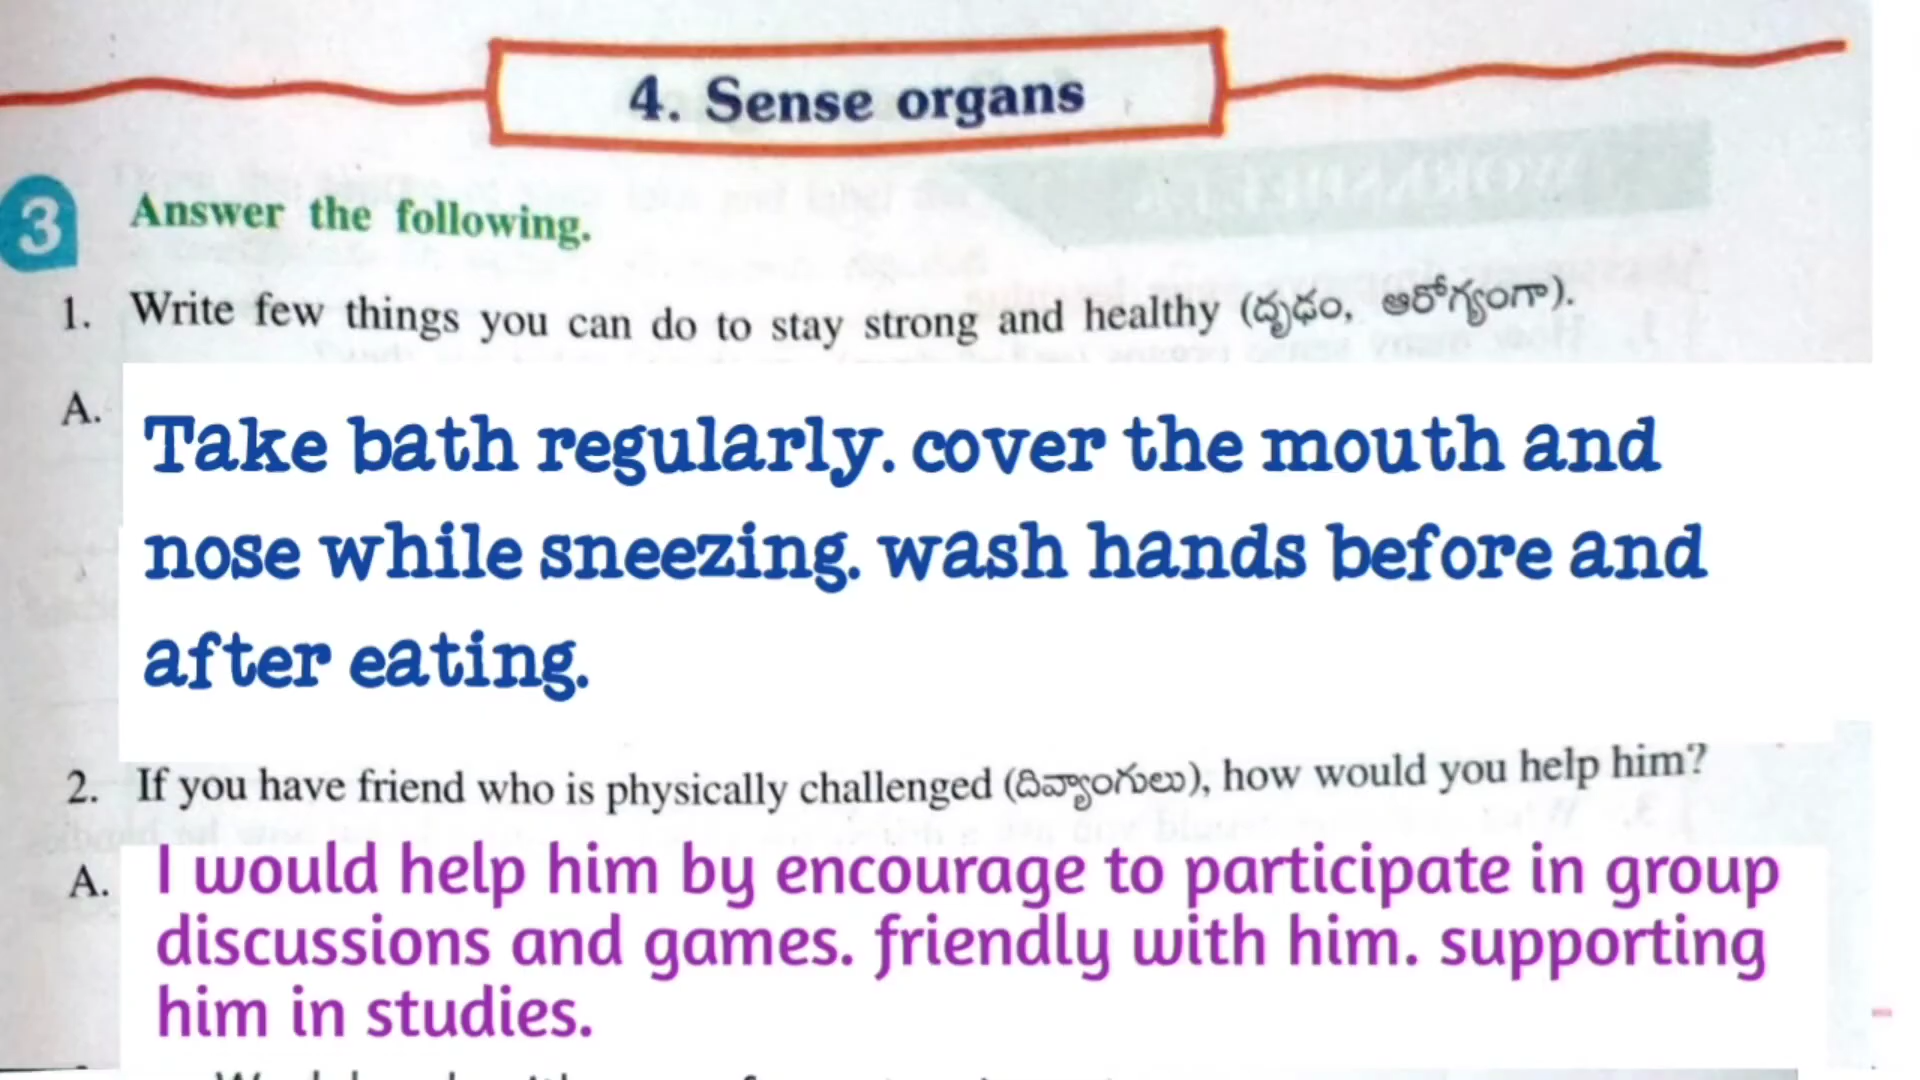 4. Sense organs
3 Answer the following.
1. Write few things you can do to stay strong and healthy (దృఢం, ఆరోగ్యంగా).
A. Take bath regularly. cover the mouth and
nose while sneezing. wash hands before and
after eating.
2. If you have friend who is physically challenged (దివ్యాంగులు), how would you help him?
A. I would help him by encourage to participate in group
discussions and games. friendly with him. supporting
him in studies.